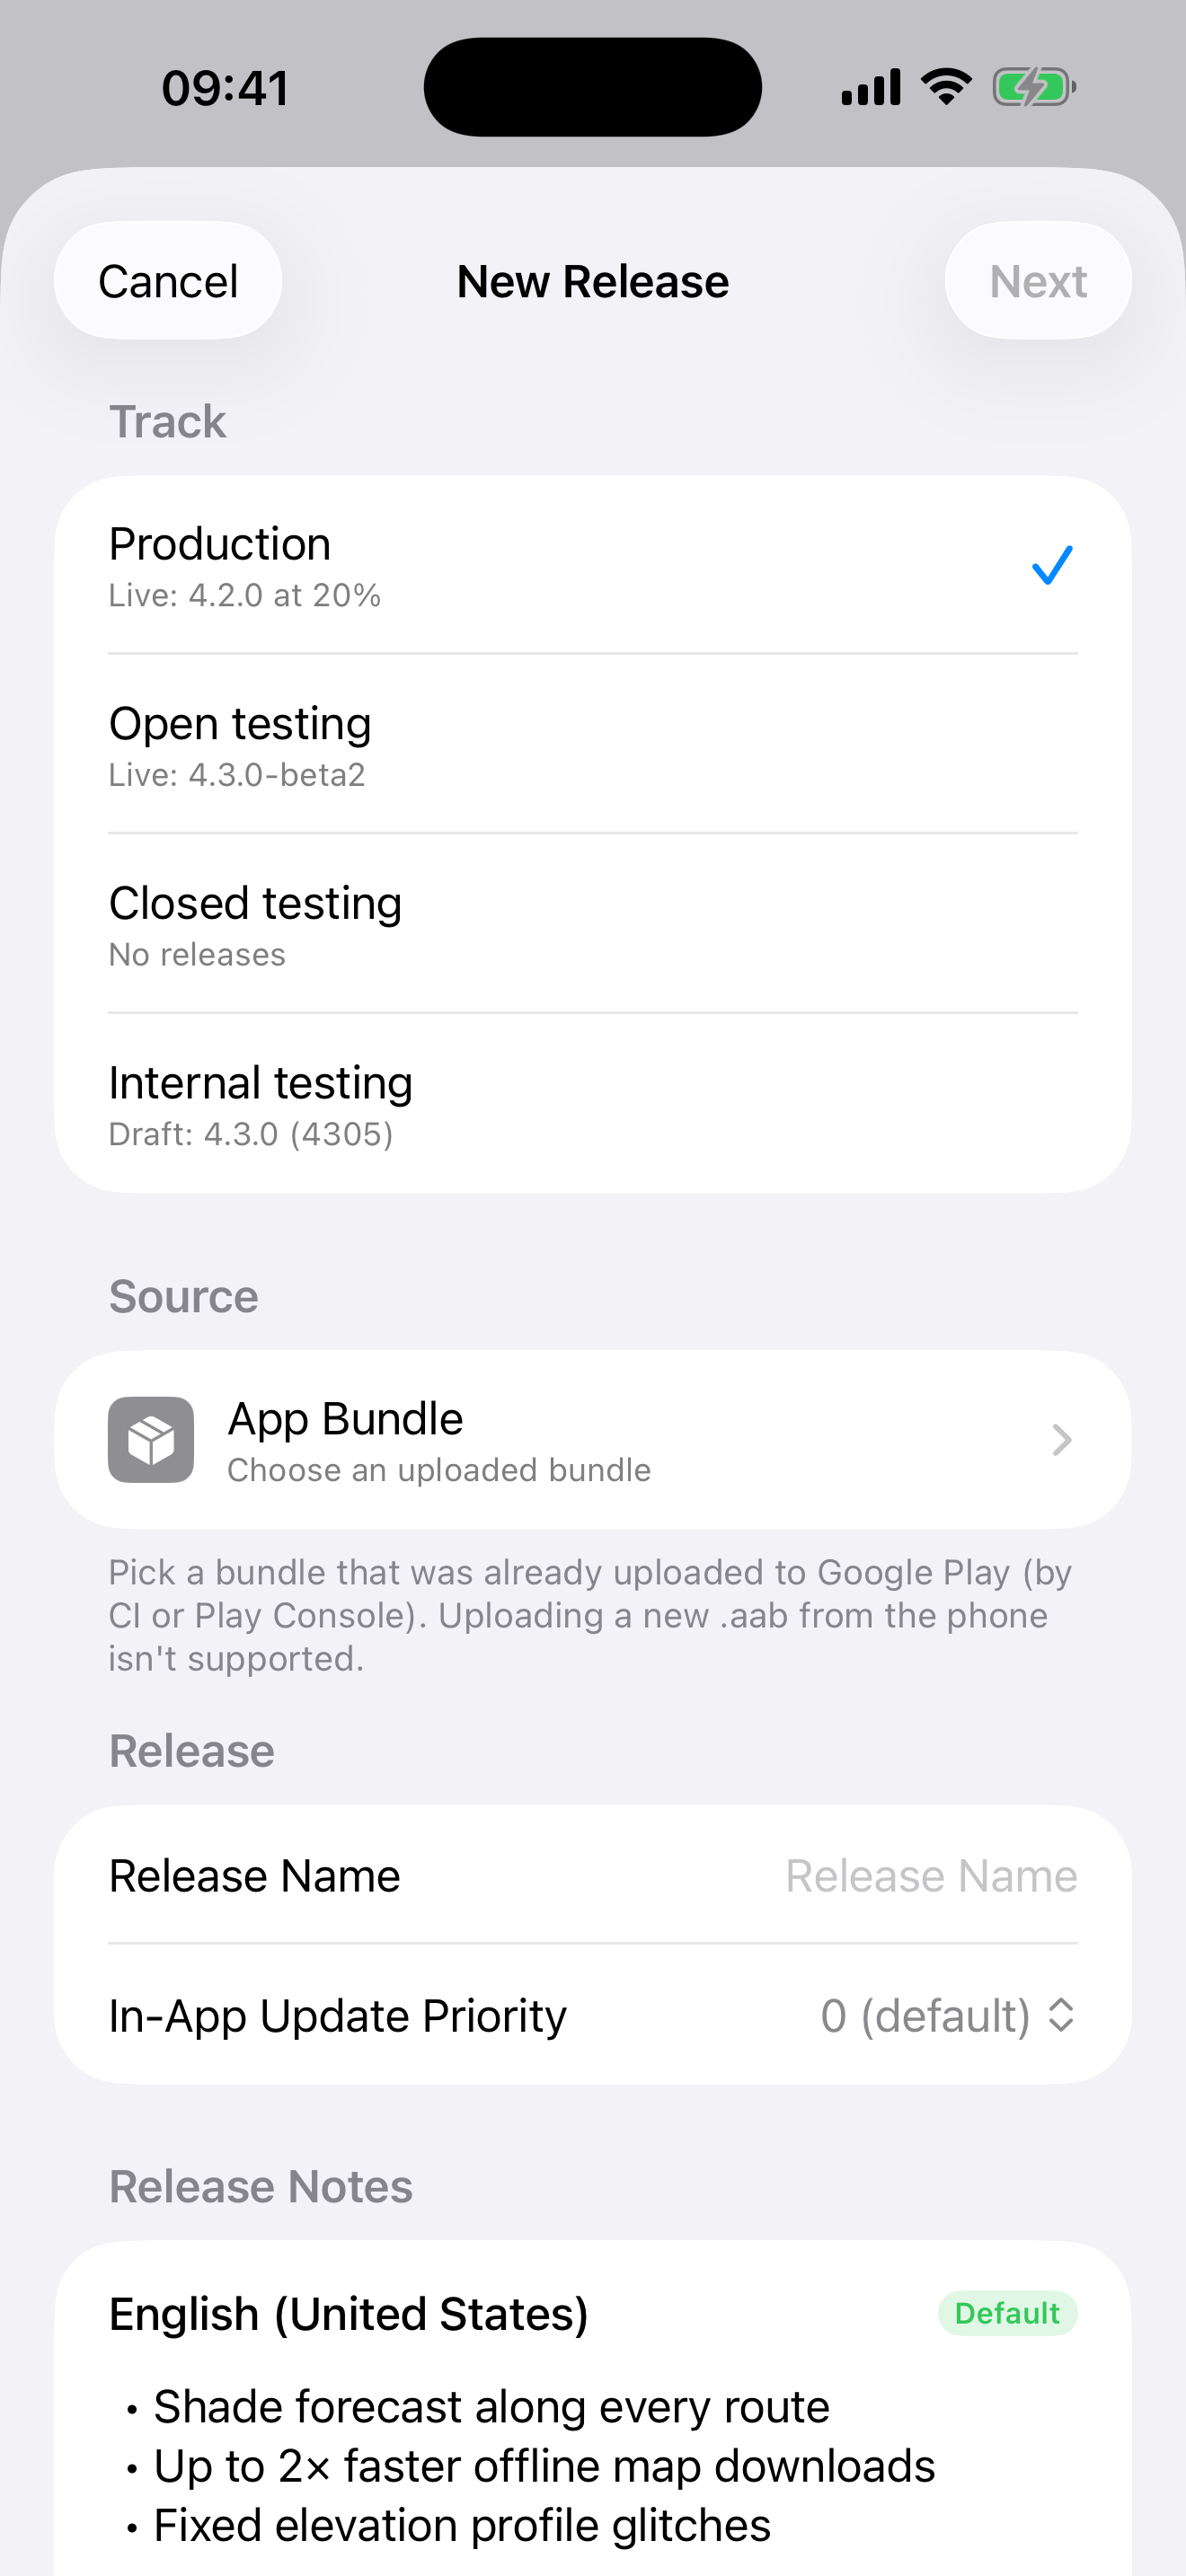 09:41
Cancel
New Release
Next
Track
Production
Live: 4.2.0 at 20%
Open testing
Live: 4.3.0-beta2
Closed testing
No releases
Internal testing
Draft: 4.3.0 (4305)
Source
App Bundle
Choose an uploaded bundle
Pick a bundle that was already uploaded to Google Play (by
CI or Play Console). Uploading a new .aab from the phone
isn't supported.
Release
Release Name Release Name
In-App Update Priority 0 (default)
Release Notes
English (United States) Default
• Shade forecast along every route
• Up to 2× faster offline map downloads
• Fixed elevation profile glitches